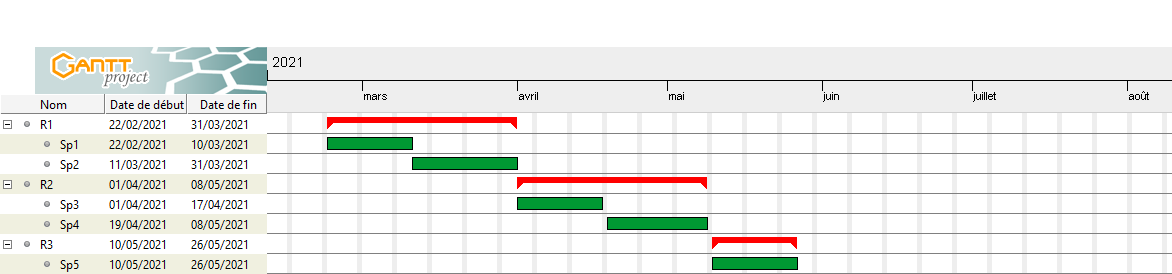 GANTT
project
2021
mars avril mai juin juillet août
Nom Date de début Date de fin
R1 22/02/2021 31/03/2021
Sp1 22/02/2021 10/03/2021
Sp2 11/03/2021 31/03/2021
R2 01/04/2021 08/05/2021
Sp3 01/04/2021 17/04/2021
Sp4 19/04/2021 08/05/2021
R3 10/05/2021 26/05/2021
Sp5 10/05/2021 26/05/2021